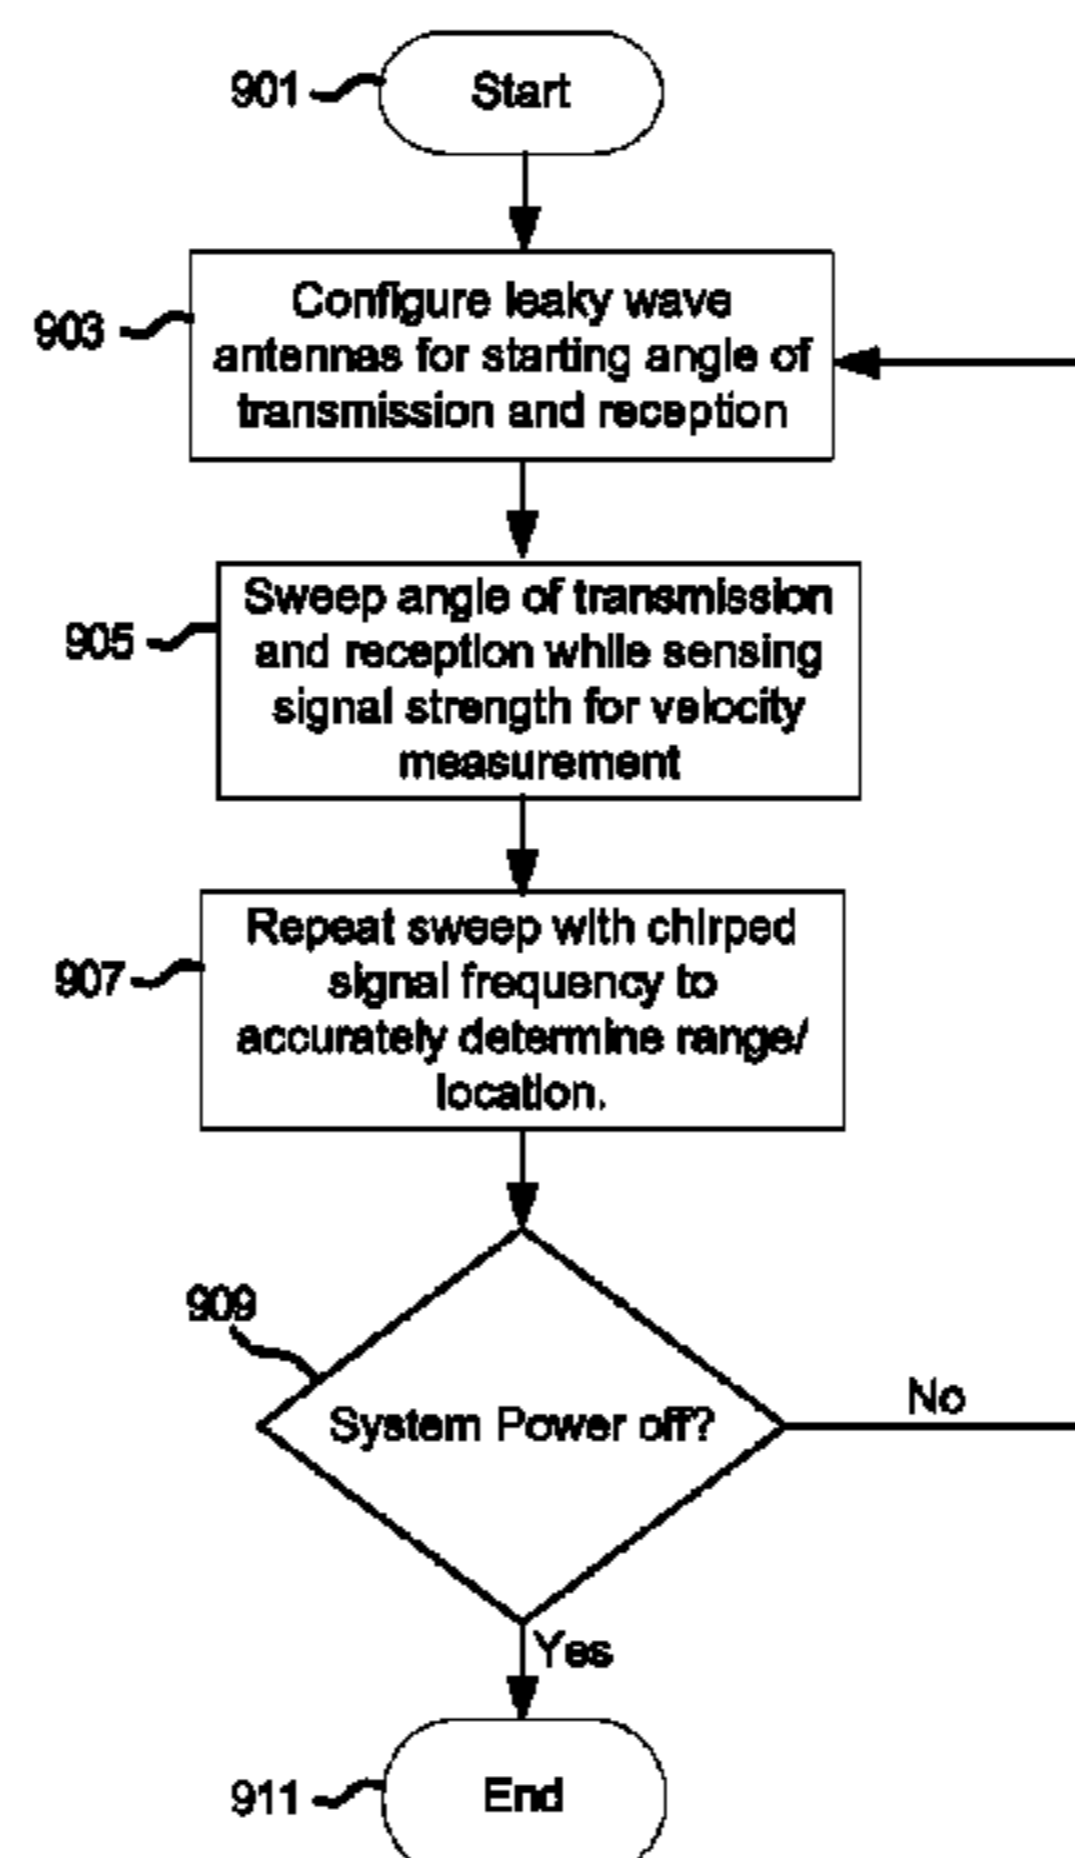 901
Start
903
Configure leaky wave
antennas for starting angle of
transmission and reception
905
Sweep angle of transmission
and reception while sensing
signal strength for velocity
measurement
907
Repeat sweep with chirped
signal frequency to
accurately determine range/
location.
909
System Power off?
No
Yes
911
End